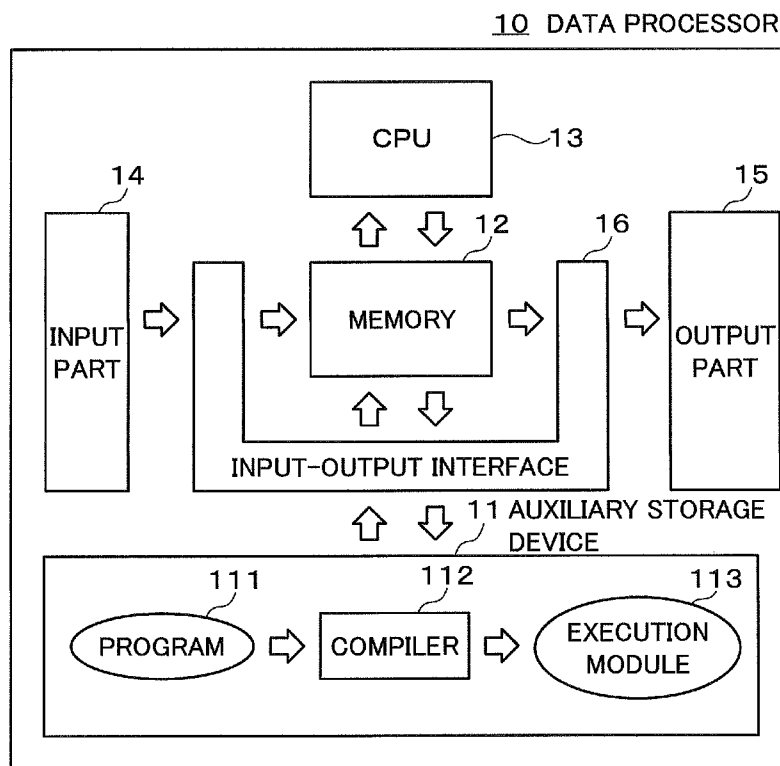 10 DATA PROCESSOR
CPU
13
14
15
12
16
INPUT
PART
MEMORY
OUTPUT
PART
INPUT-OUTPUT INTERFACE
11 AUXILIARY STORAGE
DEVICE
111
112
113
PROGRAM
COMPILER
EXECUTION
MODULE